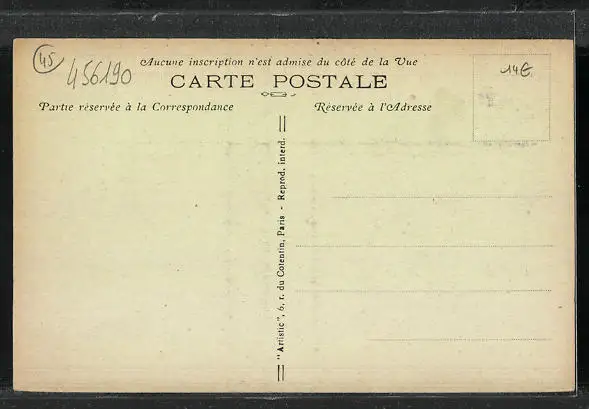 45
456190
Aucune inscription n'est admise du côté de la Vue
14€
CARTE POSTALE
Partie réservée à la Correspondance
Réservée à l'Adresse
"Artistic", 6, r. du Cotentin, Paris - Reprod. interd.